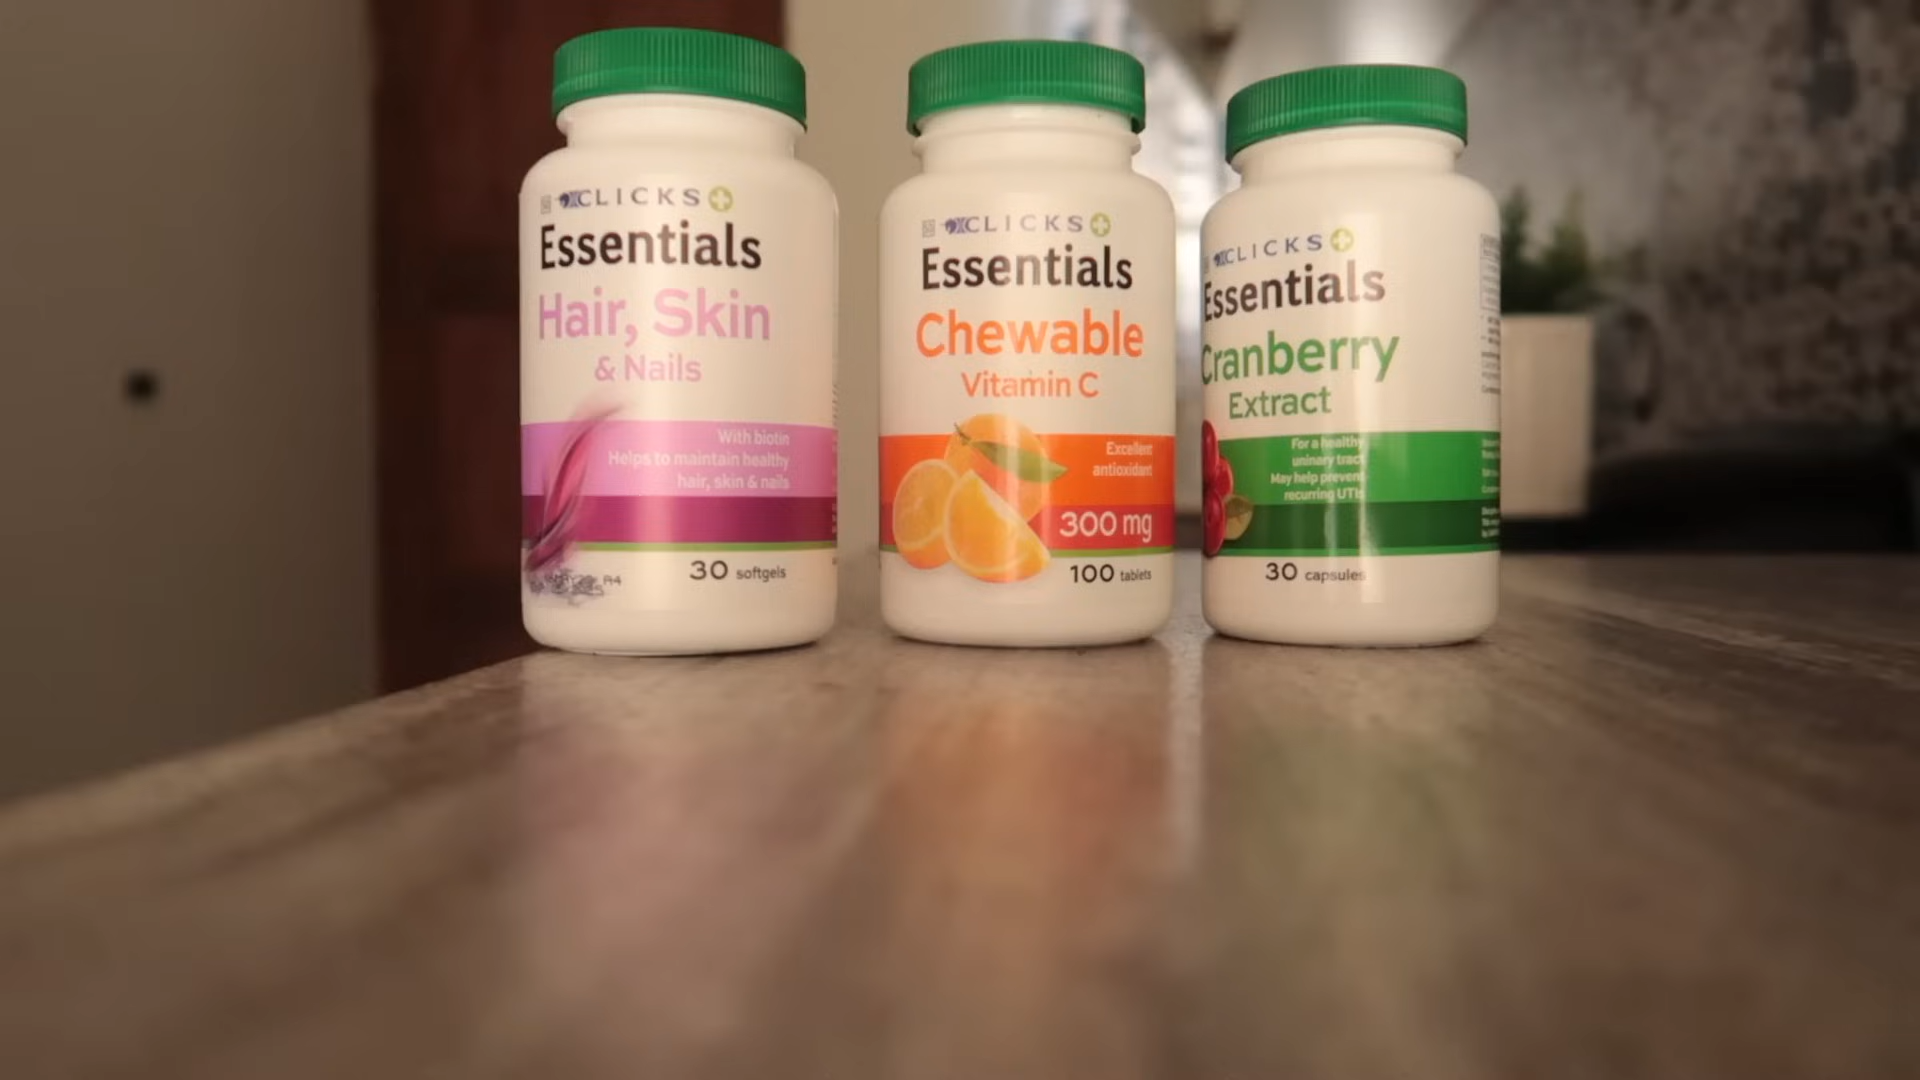 CLICKS
Essentials
Hair, Skin
& Nails
With biotin
Helps to maintain healthy
hair, skin & nails
30 softgels
CLICKS
Essentials
Chewable
Vitamin C
Excellent
antioxidant
300 mg
100 tablets
CLICKS
Essentials
Cranberry
Extract
For a healthy
urinary tract
May help prevent
recurring UTIs
30 capsules